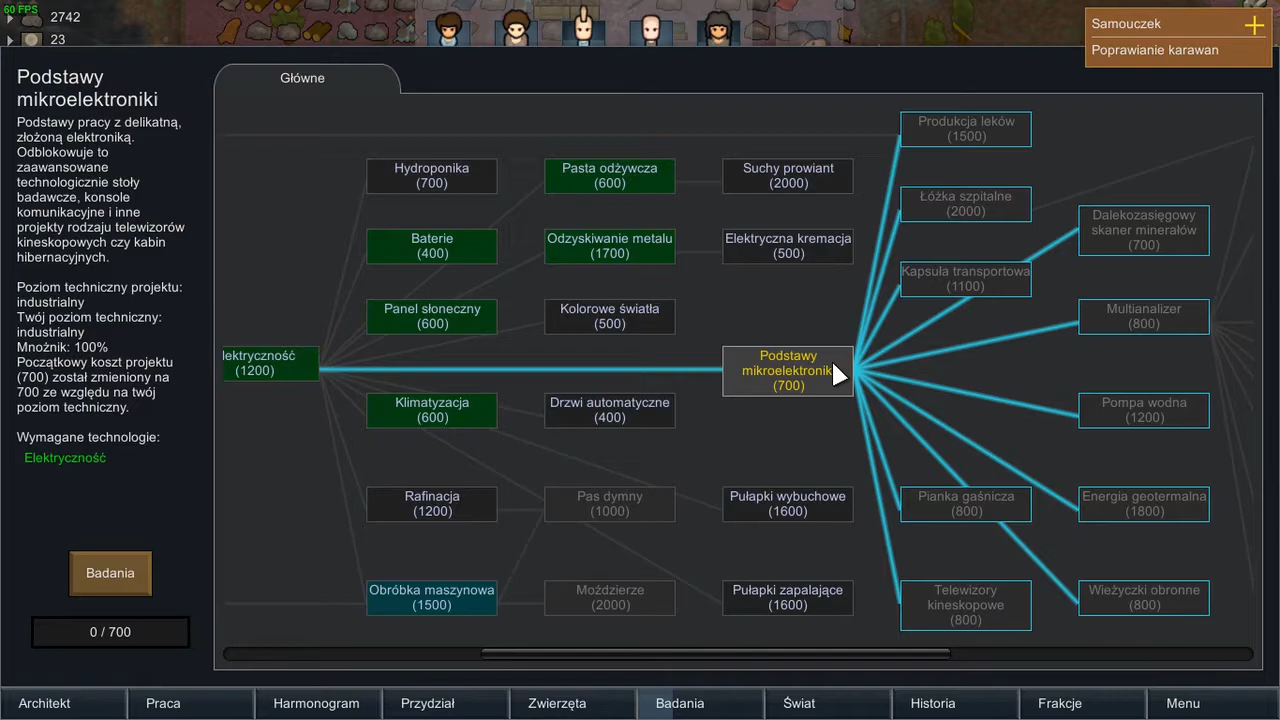 60 FPS
2742
23
Samouczek
Poprawianie karawan
Podstawy
mikroelektroniki
Podstawy pracy z delikatną,
złożoną elektroniką.
Odblokowuje to
zaawansowane
technologicznie stoły
badawcze, konsole
komunikacyjne i inne
projekty rodzaju telewizorów
kineskopowych czy kabin
hibernacyjnych.
Poziom techniczny projektu:
industrialny
Twój poziom techniczny:
industrialny
Mnożnik: 100%
Początkowy koszt projektu
(700) został zmieniony na
700 ze względu na twój
poziom techniczny.
Wymagane technologie:
Elektryczność
Badania
0 / 700
Główne
lektryczność
(1200)
Hydroponika
(700)
Baterie
(400)
Panel słoneczny
(600)
Klimatyzacja
(600)
Rafinacja
(1200)
Obróbka maszynowa
(1500)
Pasta odżywcza
(600)
Odzyskiwanie metalu
(1700)
Kolorowe światła
(500)
Drzwi automatyczne
(400)
Pas dymny
(1000)
Moździerze
(2000)
Suchy prowiant
(2000)
Elektryczna kremacja
(500)
Podstawy
mikroelektronik
(700)
Pułapki wybuchowe
(1600)
Pułapki zapalające
(1600)
Produkcja leków
(1500)
Łóżka szpitalne
(2000)
Kapsuła transportowa
(1100)
Pianka gaśnicza
(800)
Telewizory
kineskopowe
(800)
Dalekozasięgowy
skaner minerałów
(700)
Multianalizer
(800)
Pompa wodna
(1200)
Energia geotermalna
(1800)
Wieżyczki obronne
(800)
Architekt
Praca
Harmonogram
Przydział
Zwierzęta
Badania
Świat
Historia
Frakcje
Menu